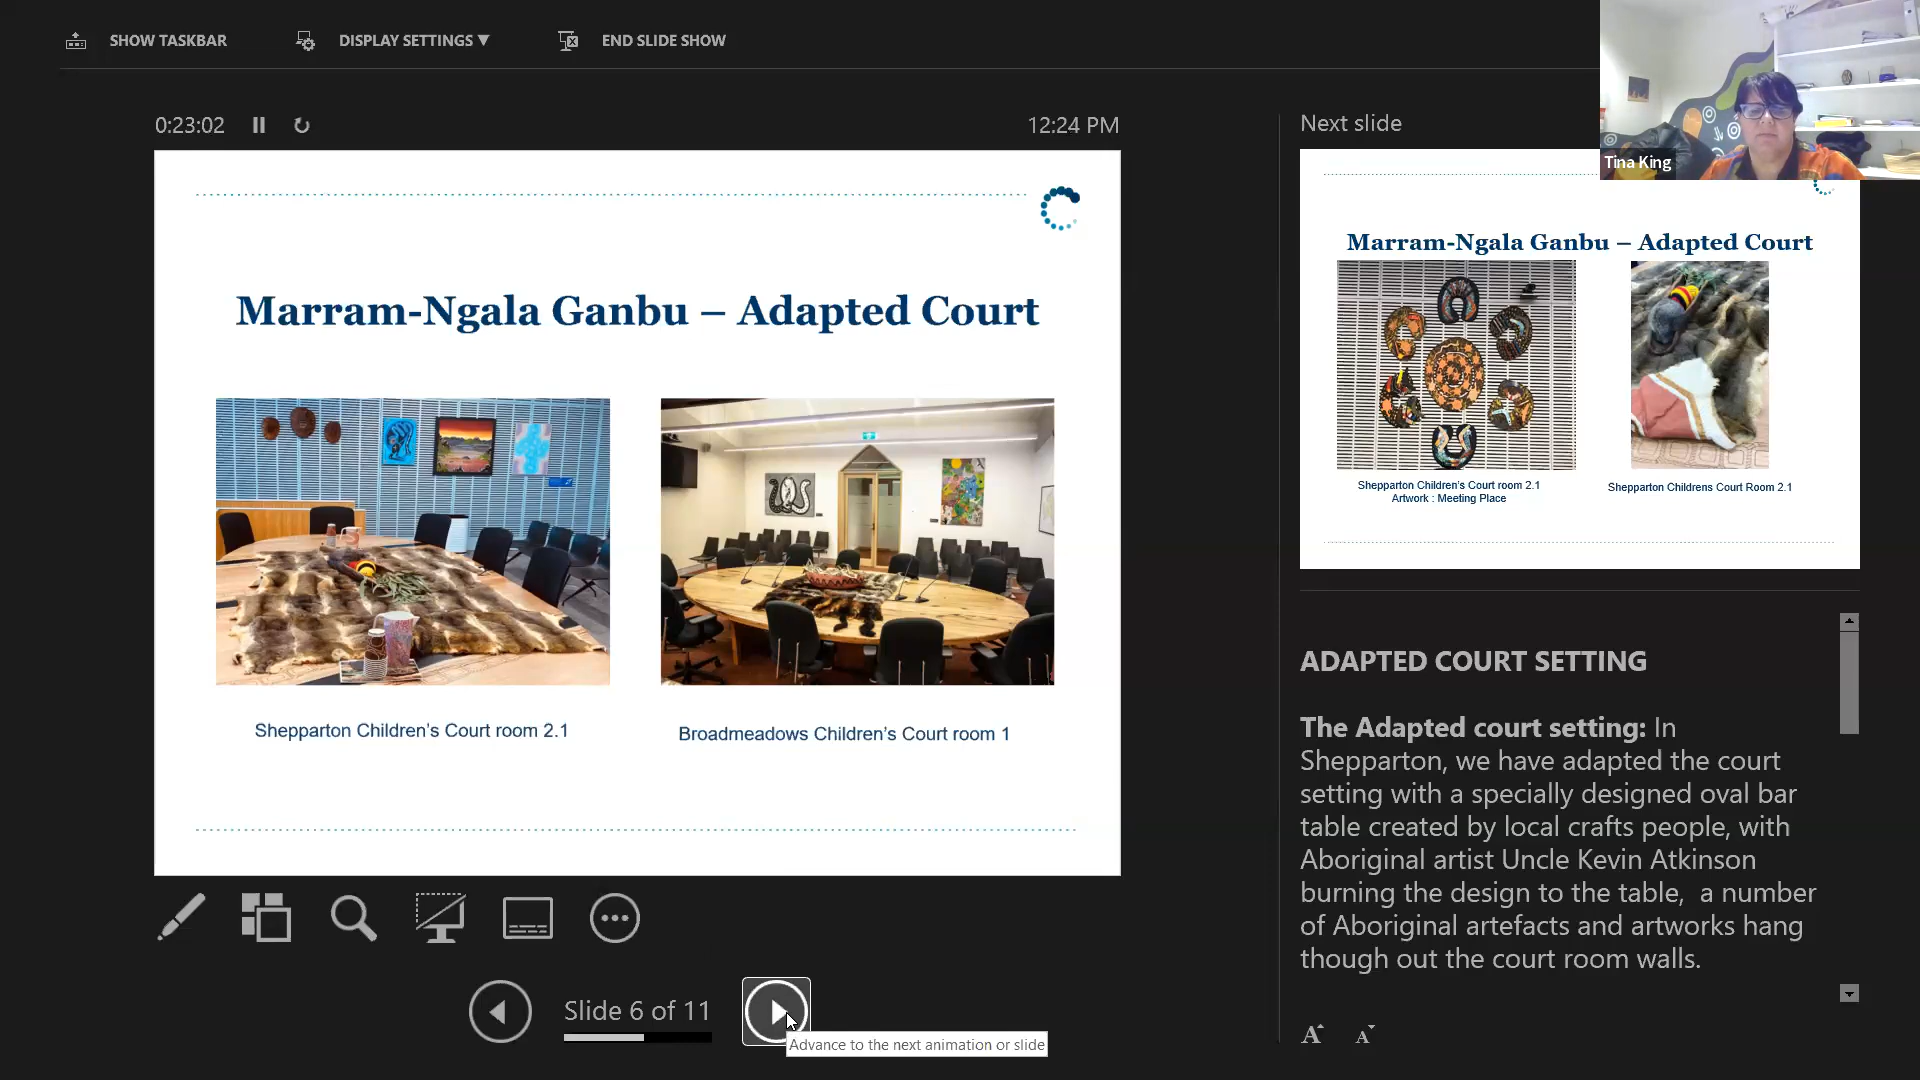 SHOW TASKBAR
DISPLAY SETTINGS ▼
END SLIDE SHOW
0:23:02
12:24 PM
Marram-Ngala Ganbu – Adapted Court
Shepparton Children's Court room 2.1
Broadmeadows Children's Court room 1
Slide 6 of 11
Advance to the next animation or slide
Next slide
Tina King
Marram-Ngala Ganbu – Adapted Court
Shepparton Children's Court room 2.1
Artwork : Meeting Place
Shepparton Childrens Court Room 2.1
ADAPTED COURT SETTING
The Adapted court setting: In
Shepparton, we have adapted the court
setting with a specially designed oval bar
table created by local crafts people, with
Aboriginal artist Uncle Kevin Atkinson
burning the design to the table,  a number
of Aboriginal artefacts and artworks hang
though out the court room walls.
A A